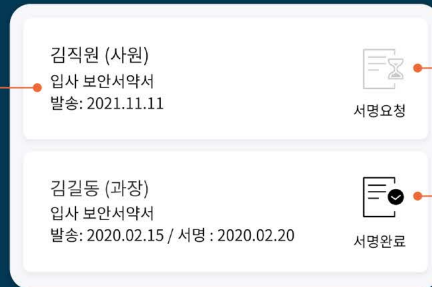 김직원 (사원)
입사 보안서약서
발송: 2021.11.11
서명요청
김길동 (과장)
입사 보안서약서
발송: 2020.02.15 / 서명 : 2020.02.20
서명완료